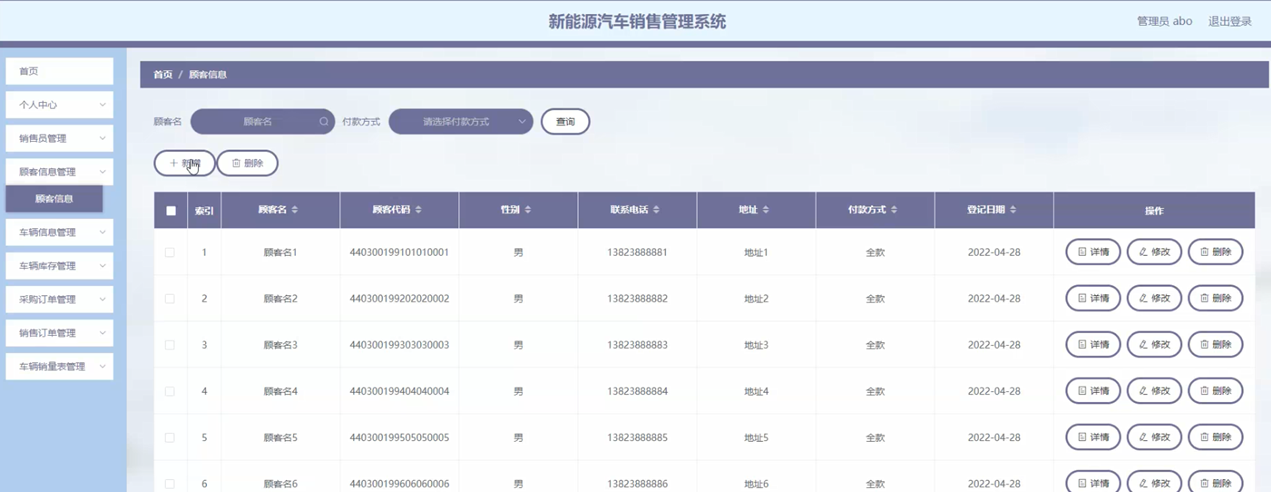 新能源汽车销售管理系统
管理员 abo 退出登录
首页
个人中心
销售员管理
顾客信息管理
顾客信息
车辆信息管理
车辆库存管理
采购订单管理
销售订单管理
车辆销量表管理
首页 / 顾客信息
顾客名 顾客名 付款方式 请选择付款方式 查询
新增 删除
索引 顾客名 顾客代码 性别 联系电话 地址 付款方式 登记日期 操作
1 顾客名1 440300199101010001 男 13823888881 地址1 全款 2022-04-28 详情 修改 删除
2 顾客名2 440300199202020002 男 13823888882 地址2 全款 2022-04-28 详情 修改 删除
3 顾客名3 440300199303030003 男 13823888883 地址3 全款 2022-04-28 详情 修改 删除
4 顾客名4 440300199404040004 男 13823888884 地址4 全款 2022-04-28 详情 修改 删除
5 顾客名5 440300199505050005 男 13823888885 地址5 全款 2022-04-28 详情 修改 删除
6 顾客名6 440300199606060006 男 13823888886 地址6 全款 2022-04-28 详情 修改 删除